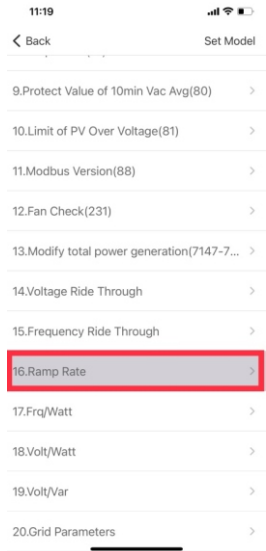 11:19
Back
Set Model
9.Protect Value of 10min Vac Avg(80)
10.Limit of PV Over Voltage(81)
11.Modbus Version(88)
12.Fan Check(231)
13.Modify total power generation(7147-7...
14.Voltage Ride Through
15.Frequency Ride Through
16.Ramp Rate
17.Frq/Watt
18.Volt/Watt
19.Volt/Var
20.Grid Parameters